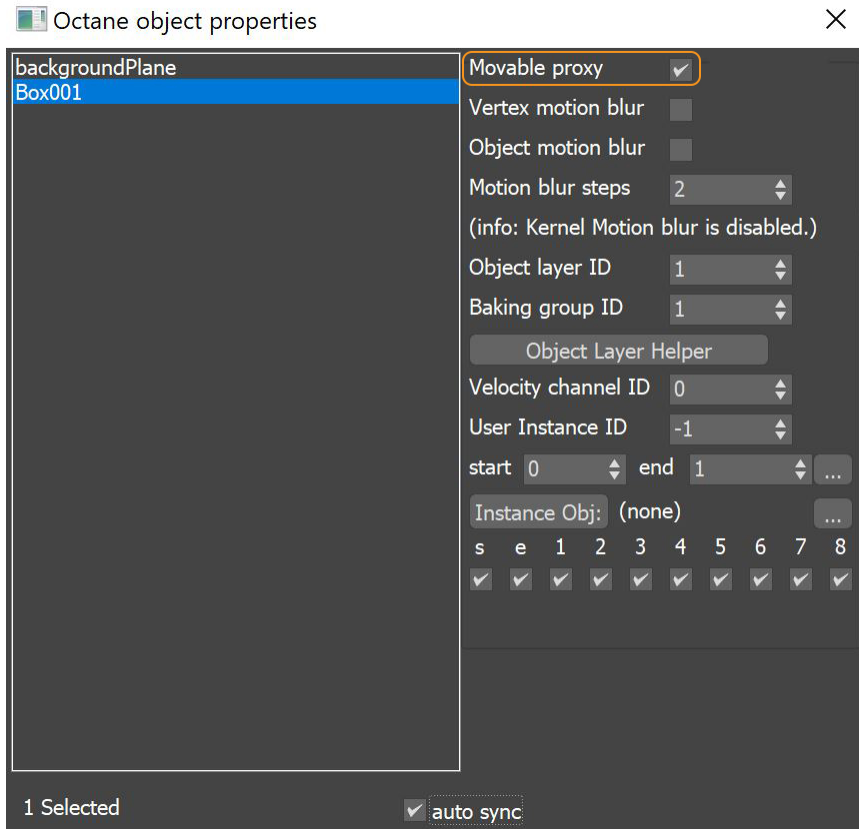 Octane object properties
backgroundPlane
Box001
Movable proxy
Vertex motion blur
Object motion blur
Motion blur steps 2
(info: Kernel Motion blur is disabled.)
Object layer ID 1
Baking group ID 1
Object Layer Helper
Velocity channel ID 0
User Instance ID -1
start 0 end 1 ...
Instance Obj: (none) ...
s e 1 2 3 4 5 6 7 8
1 Selected
auto sync